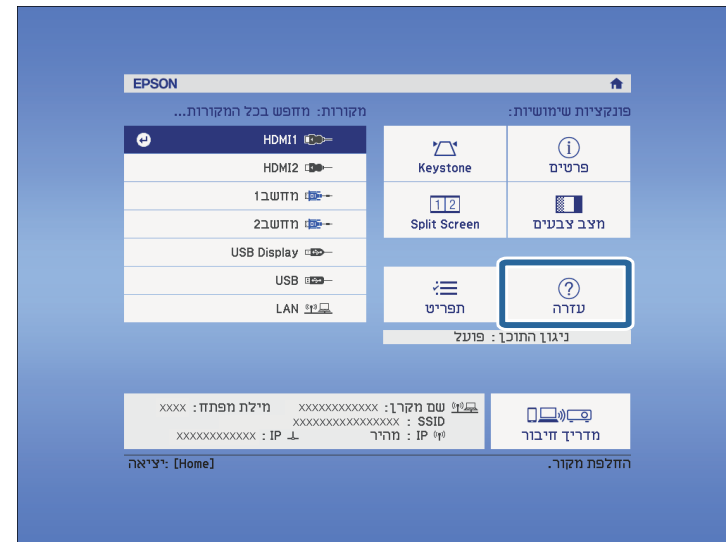 EPSON
פונקציות שימושיות:
מקורות: מחפש בכל המקורות...
HDMI1
HDMI2
מחשב1
מחשב2
USB Display
USB
LAN
פרטים
Keystone
מצב צבעים
1 2
Split Screen
עזרה
תפריט
ניגון התוכן: פועל
מדריך חיבור
שם מקרן: xxxxxxxxxxxx מילת מפתח: xxxx
SSID : xxxxxxxxxxxxxxxx
IP : מהיר IP : xxxxxxxxxxxx
החלפת מקור.
[Home] :יציאה